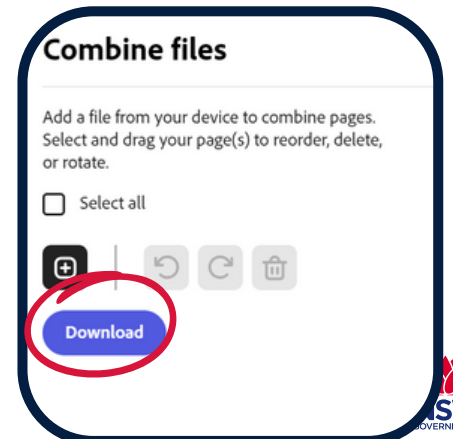 Combine files
Add a file from your device to combine pages.
Select and drag your page(s) to reorder, delete,
or rotate.
Select all
Download